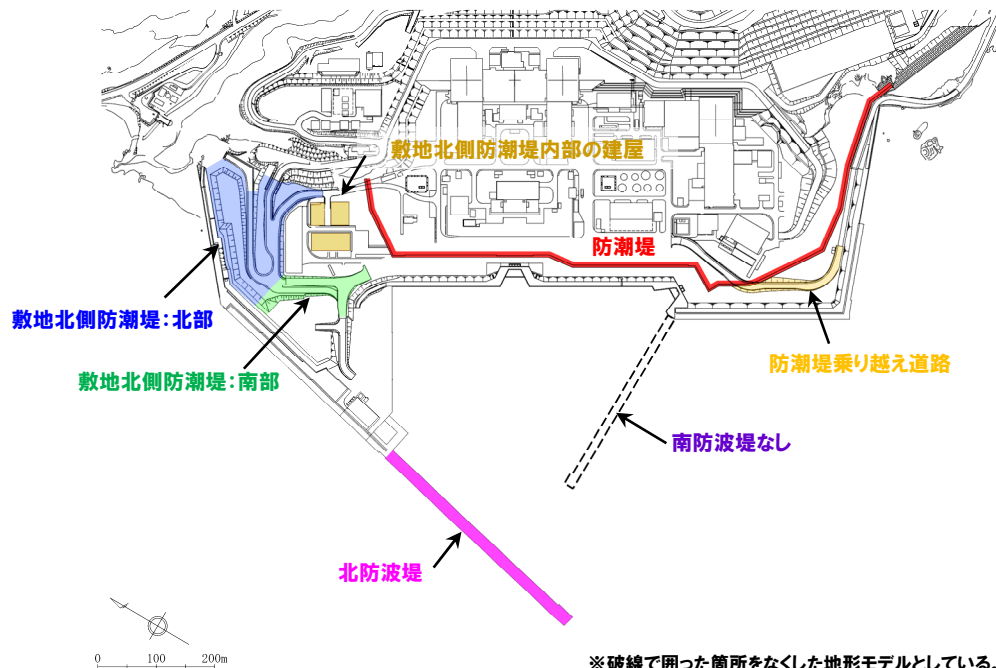 敷地北側防潮堤内部の建屋
防潮堤
敷地北側防潮堤:北部
敷地北側防潮堤:南部
防潮堤乗り越え道路
南防波堤なし
北防波堤
0 100 200m
※破線で囲った箇所をなくした地形モデルとしている。